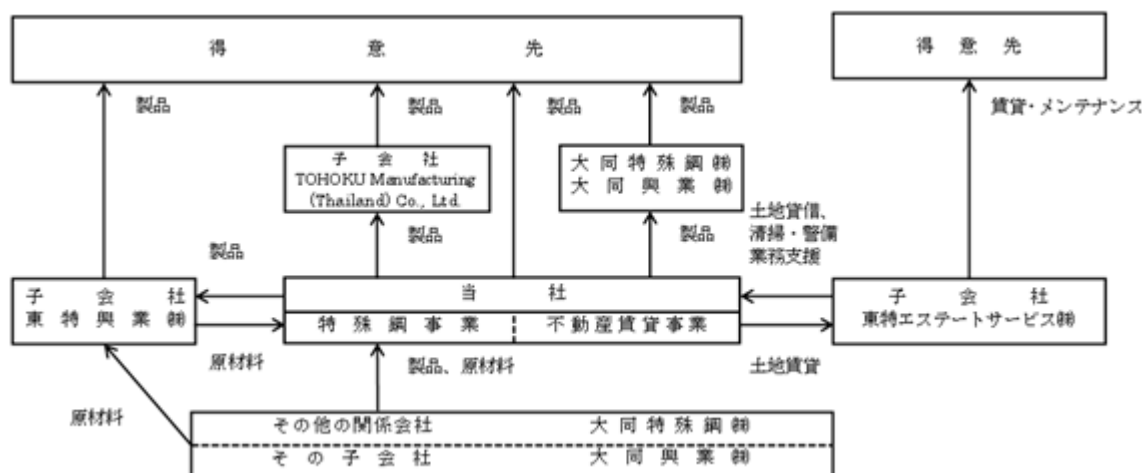 得意先
得意先
製品
製品
製品
製品
賃貸・メンテナンス
子会社
TOHOKU Manufacturing
(Thailand) Co., Ltd.
大同特殊鋼㈱
大同興業㈱
製品
製品
製品
土地貸借、
清掃・警備
業務支援
子会社
東特興業㈱
当社
特殊鋼事業
不動産賃貸事業
子会社
東特エステートサービス㈱
原材料
製品、原材料
土地賃貸
原材料
その他の関係会社 大同特殊鋼㈱
その子会社 大同興業㈱